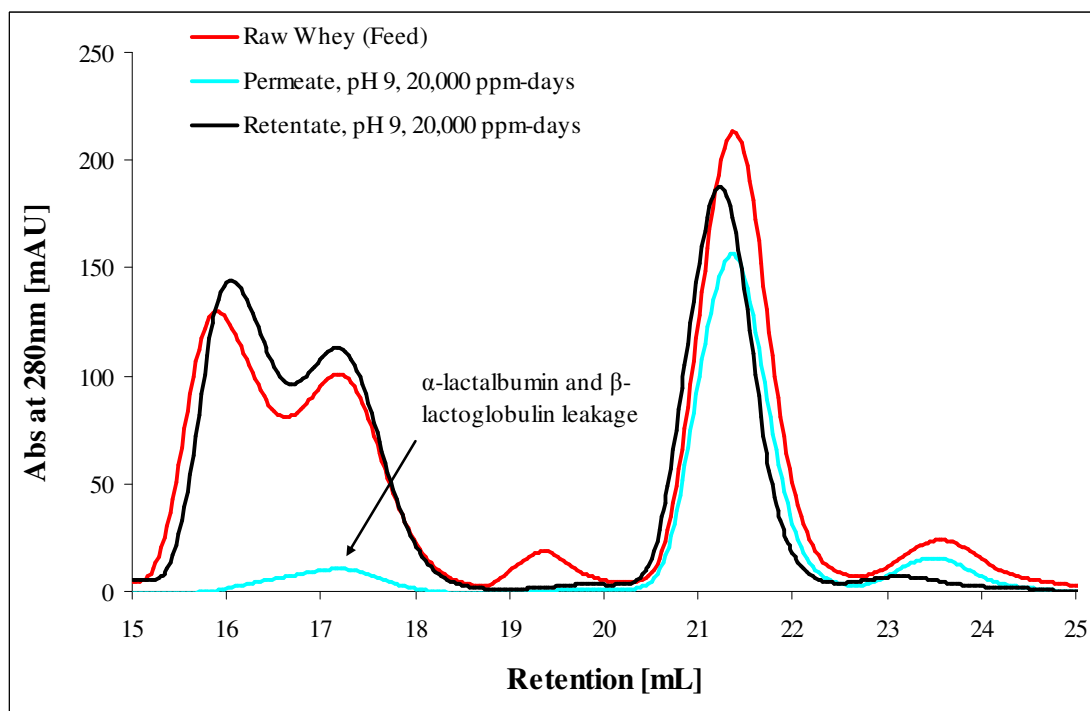 Raw Whey (Feed)
Permeate, pH 9, 20,000 ppm-days
Retentate, pH 9, 20,000 ppm-days
250
200
150
100
50
0
Abs at 280nm [mAU]
α-lactalbumin and β-
lactoglobulin leakage
15 16 17 18 19 20 21 22 23 24 25
Retention [mL]